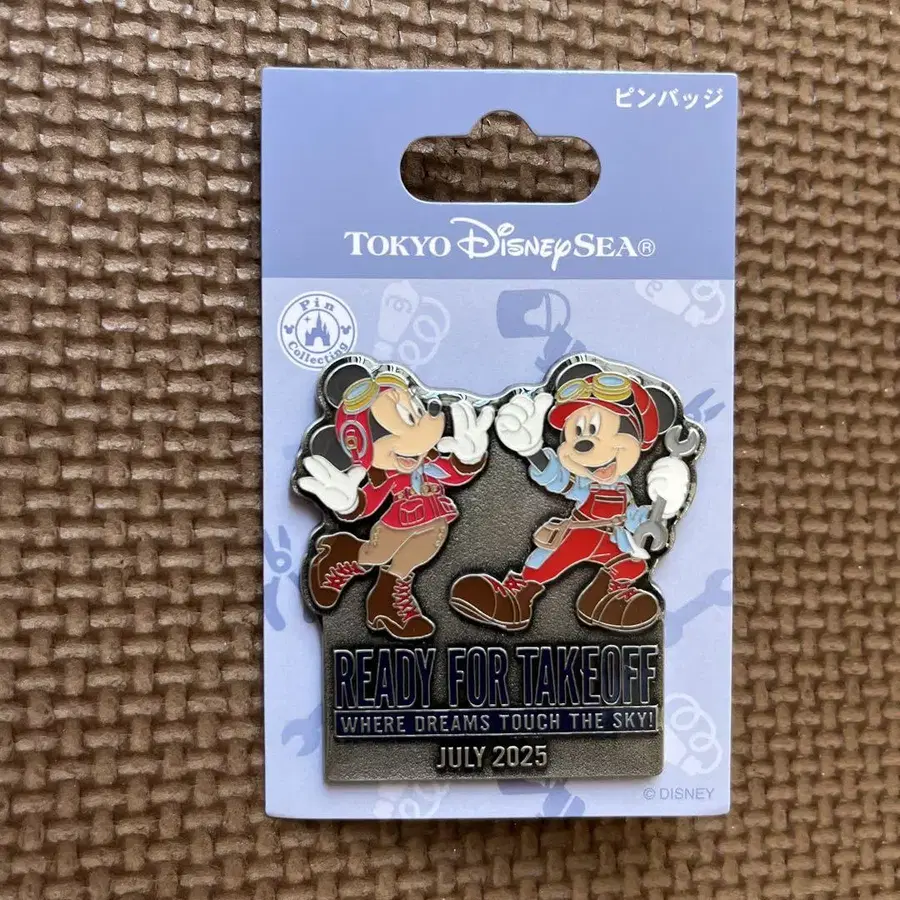 ピンバッジ
TOKYO DISNEYSEA®
Pin
Collecting
READY FOR TAKEOFF
WHERE DREAMS TOUCH THE SKY!
JULY 2025
© DISNEY